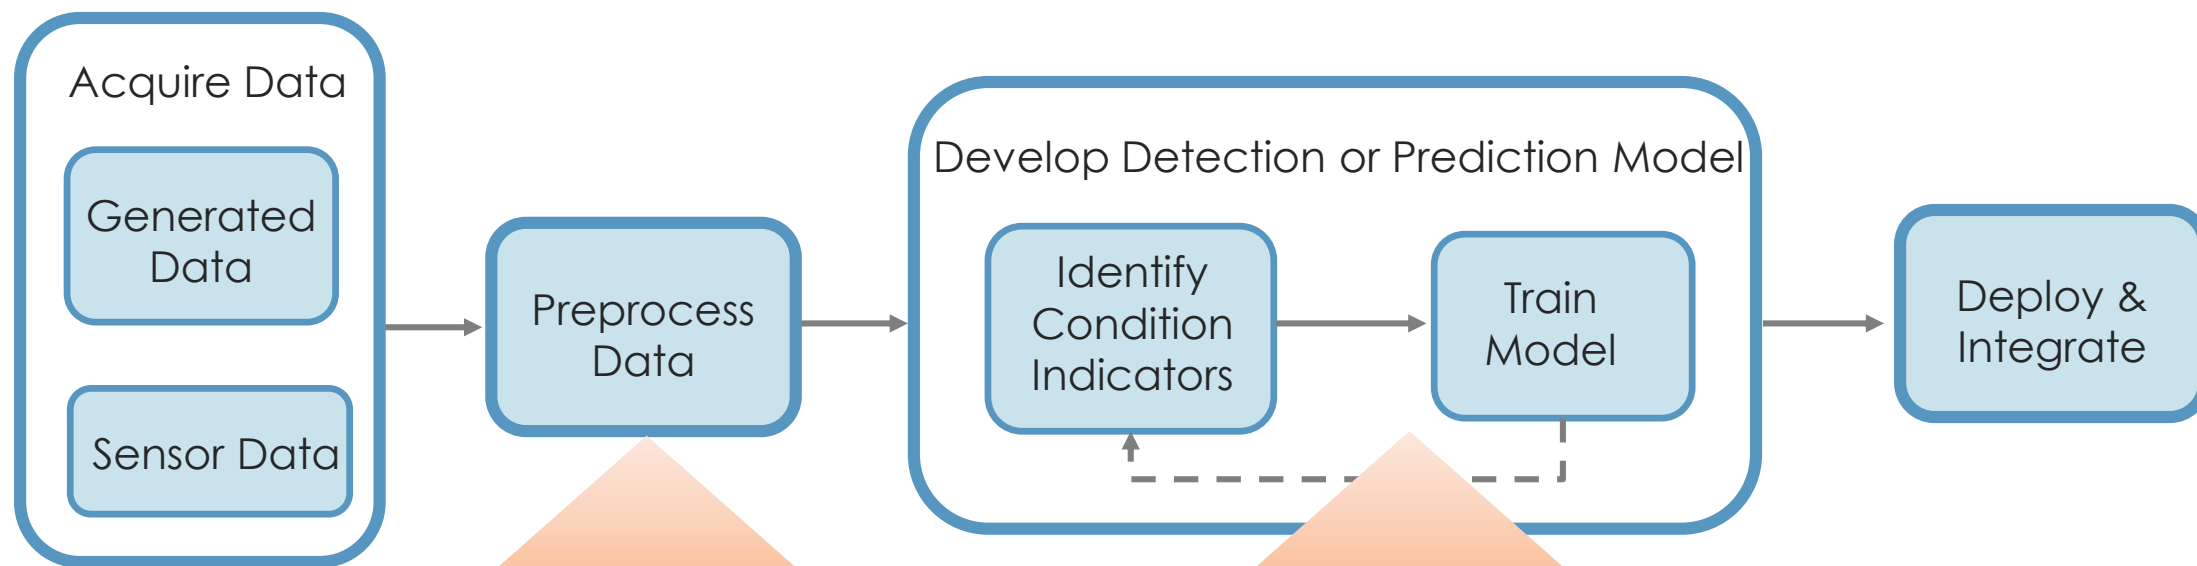 Acquire Data
Generated
Data
Sensor Data
Preprocess
Data
Develop Detection or Prediction Model
Identify
Condition
Indicators
Train
Model
Deploy &
Integrate